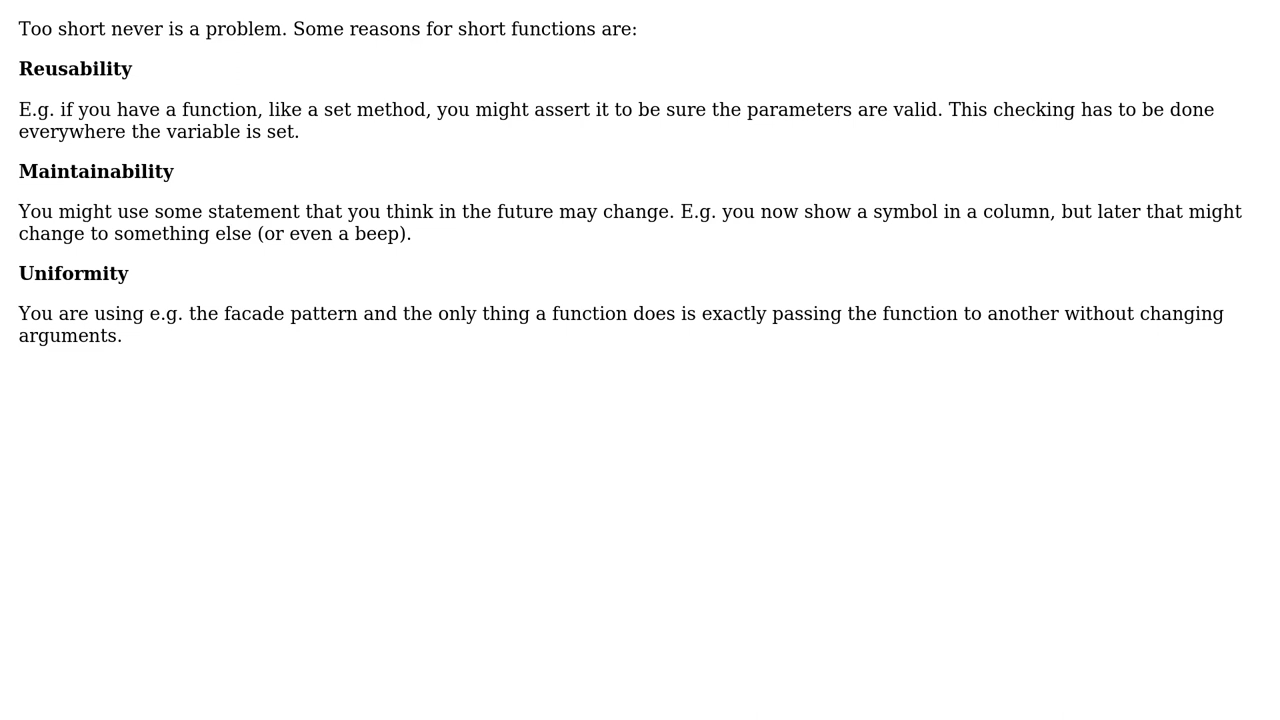 Too short never is a problem. Some reasons for short functions are:
Reusability
E.g. if you have a function, like a set method, you might assert it to be sure the parameters are valid. This checking has to be done
everywhere the variable is set.
Maintainability
You might use some statement that you think in the future may change. E.g. you now show a symbol in a column, but later that might
change to something else (or even a beep).
Uniformity
You are using e.g. the facade pattern and the only thing a function does is exactly passing the function to another without changing
arguments.